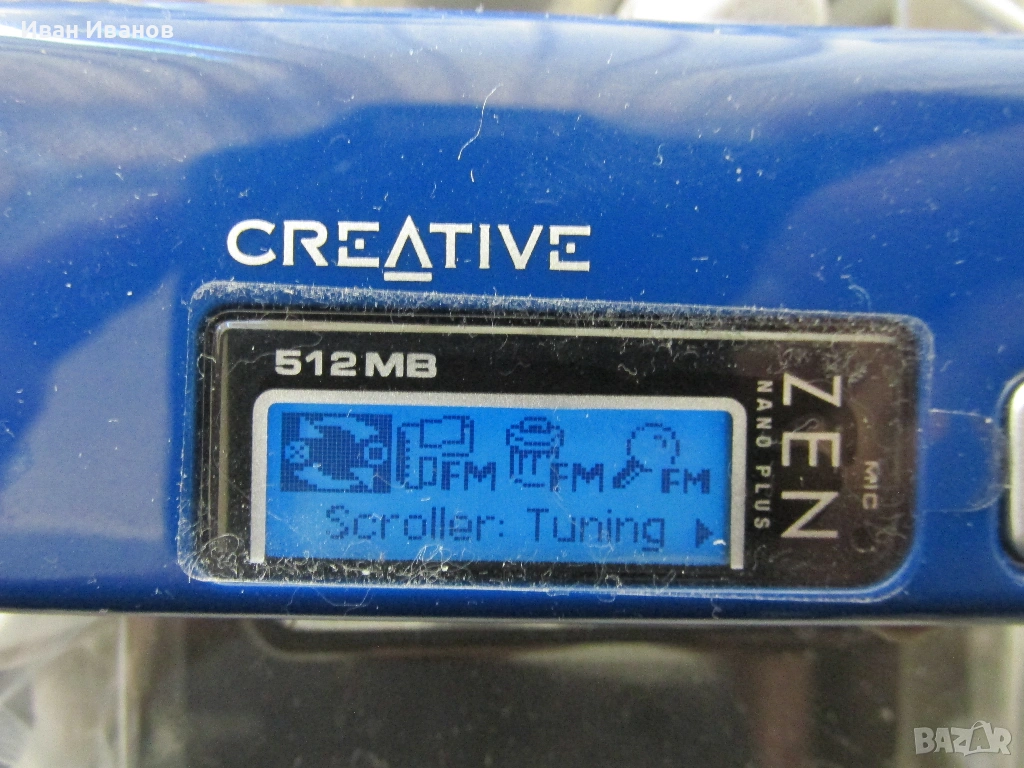 Иван Иванов
CREATIVE
512MB
FM FM FM
Scroller: Tuning
ZEN
NANO PLUS
MIC
BAZAR